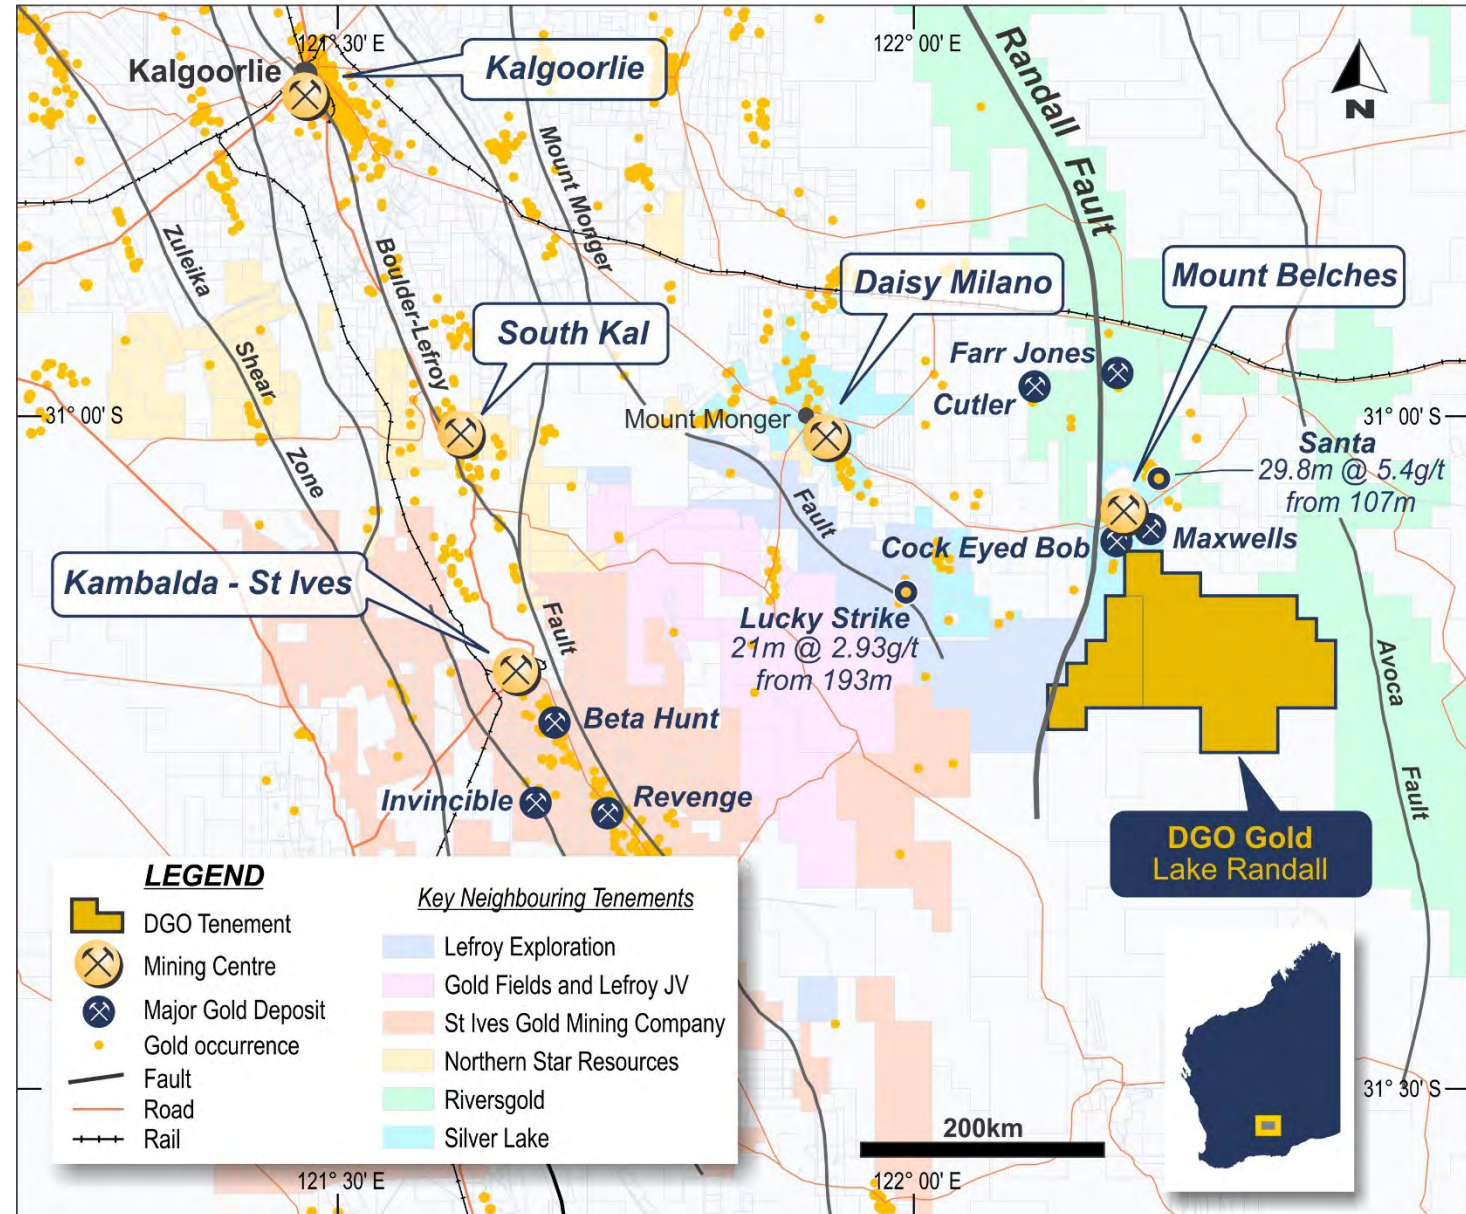 121° 30' E
122° 00' E
Kalgoorlie
Kalgoorlie
Randall Fault
N
Mount Monger
Zuleika
Shear
Zone
Boulder-Lefroy
Fault
South Kal
Daisy Milano
Mount Belches
Farr Jones
Cutler
31° 00' S
31° 00' S
Mount Monger
Fault
Santa
29.8m @ 5.4g/t
from 107m
Cock Eyed Bob
Maxwells
Kambalda - St Ives
Lucky Strike
21m @ 2.93g/t
from 193m
Avoca
Fault
Beta Hunt
Invincible
Revenge
DGO Gold
Lake Randall
LEGEND
DGO Tenement
Mining Centre
Major Gold Deposit
Gold occurrence
Fault
Road
Rail
Key Neighbouring Tenements
Lefroy Exploration
Gold Fields and Lefroy JV
St Ives Gold Mining Company
Northern Star Resources
Riversgold
Silver Lake
31° 30' S
200km
121° 30' E
122° 00' E